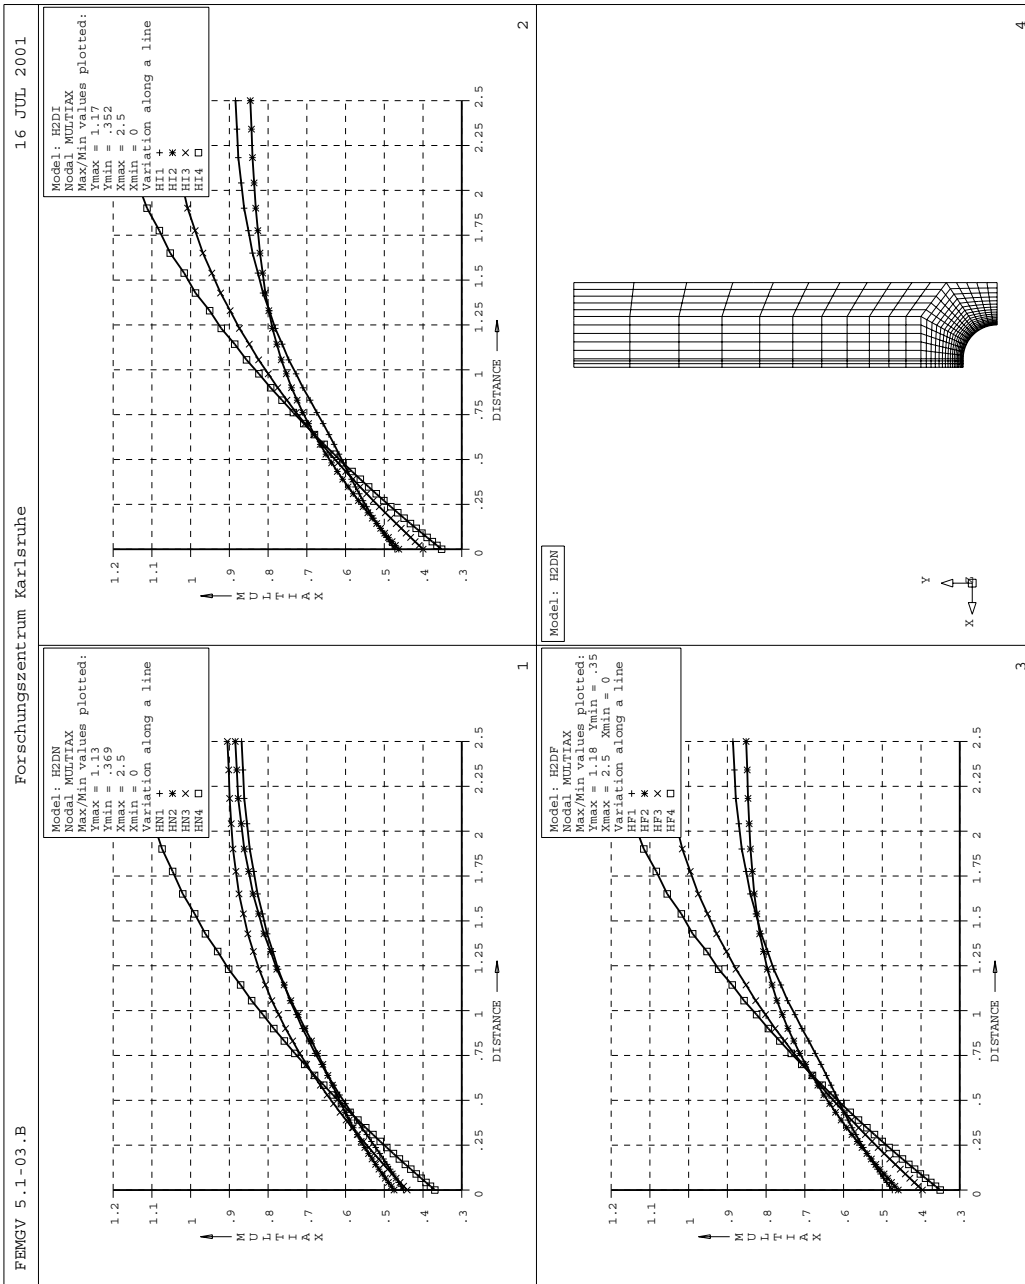 FEMGV 5.1-03.B Forschungszentrum Karlsruhe 16 JUL 2001
Model: H2DN
Nodal MULTIAX
Max/Min values plotted:
Ymax = 1.13
Ymin = .369
Xmax = 2.5
Xmin = 0
Variation along a line
HN1 +
HN2 *
HN3 ×
HN4 □
1.2
1.1
1
.9
.8
.7
.6
.5
.4
.3
MULTIAX
0 .25 .5 .75 1 1.25 1.5 1.75 2 2.25 2.5
DISTANCE
1
Model: H2DI
Nodal MULTIAX
Max/Min values plotted:
Ymax = 1.17
Ymin = .352
Xmax = 2.5
Xmin = 0
Variation along a line
HI1 +
HI2 *
HI3 ×
HI4 □
1.2
1.1
1
.9
.8
.7
.6
.5
.4
.3
MULTIAX
0 .25 .5 .75 1 1.25 1.5 1.75 2 2.25 2.5
DISTANCE
2
Model: H2DF
Nodal MULTIAX
Max/Min values plotted:
Ymax = 1.18 Ymin = .35
Xmax = 2.5 Xmin = 0
Variation along a line
HF1 +
HF2 *
HF3 ×
HF4 □
1.2
1.1
1
.9
.8
.7
.6
.5
.4
.3
MULTIAX
0 .25 .5 .75 1 1.25 1.5 1.75 2 2.25 2.5
DISTANCE
3
Model: H2DN
Y
X
4